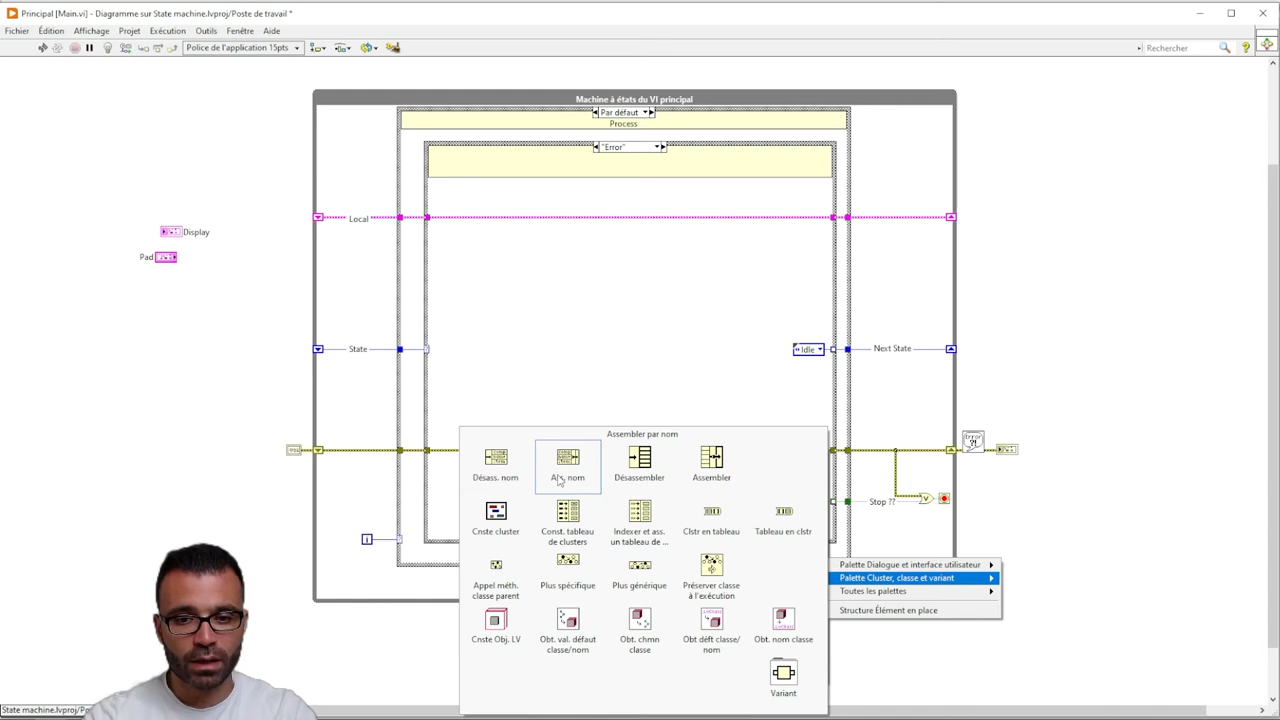 Principal [Main.vi] - Diagramme sur State machine.lvproj/Poste de travail *
Fichier Édition Affichage Projet Exécution Outils Fenêtre Aide
Police de l'application 15pts
Rechercher
Machine à états du VI principal
Par défaut
Process
"Error"
Local
Display
Pad
State
Idle
Next State
Stop ??
i
Assembler par nom
Désass. nom
nom
Désassembler
Assembler
Cnste cluster
Const. tableau de clusters
Indexer et ass. un tableau de ...
Clstr en tableau
Tableau en clstr
Appel méth. classe parent
Plus spécifique
Plus générique
Préserver classe à l'exécution
Cnste Obj. LV
Obt. val. défaut classe/nom
Obt. chmn classe
Obt déft classe/ nom
Obt. nom classe
Variant
Palette Dialogue et interface utilisateur
Palette Cluster, classe et variant
Toutes les palettes
Structure Élément en place
State machine.lvproj/Po